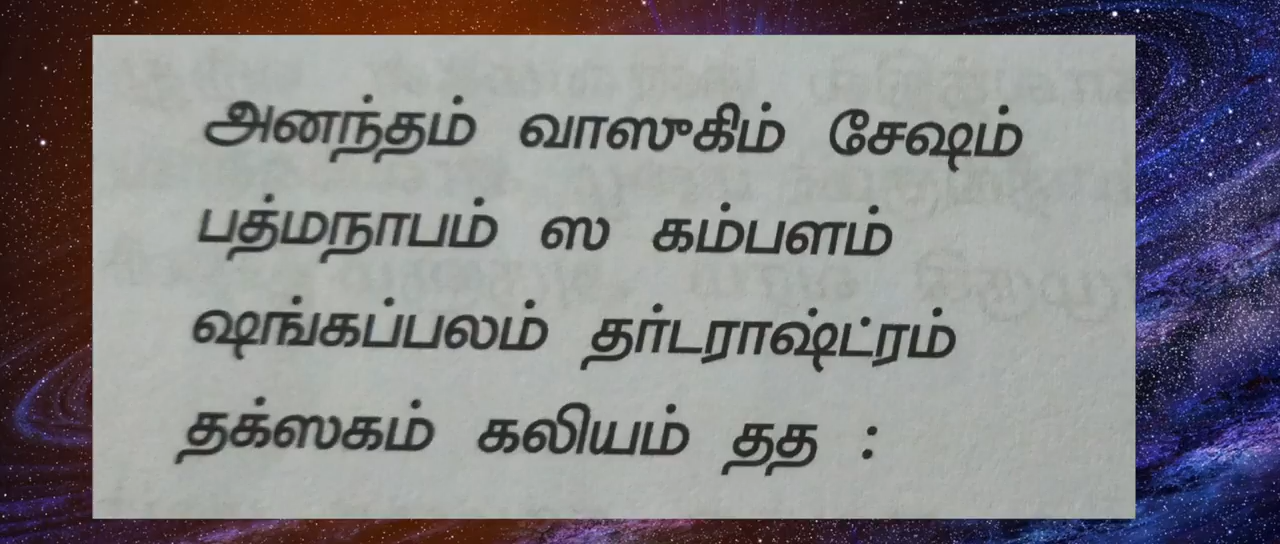 அனந்தம் வாஸுகிம் சேஷம்
பத்மநாபம் ஸ கம்பளம்
ஷங்கப்பலம் தர்டராஷ்ட்ரம்
தக்ஸகம் கலியம் தத :